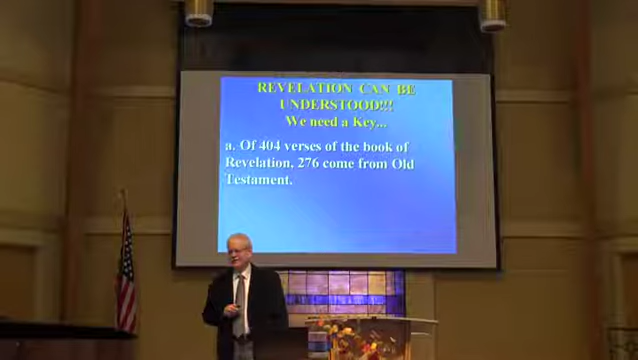 REVELATION CAN BE
UNDERSTOOD!!!
We need a Key...
a. Of 404 verses of the book of
Revelation, 276 come from Old
Testament.